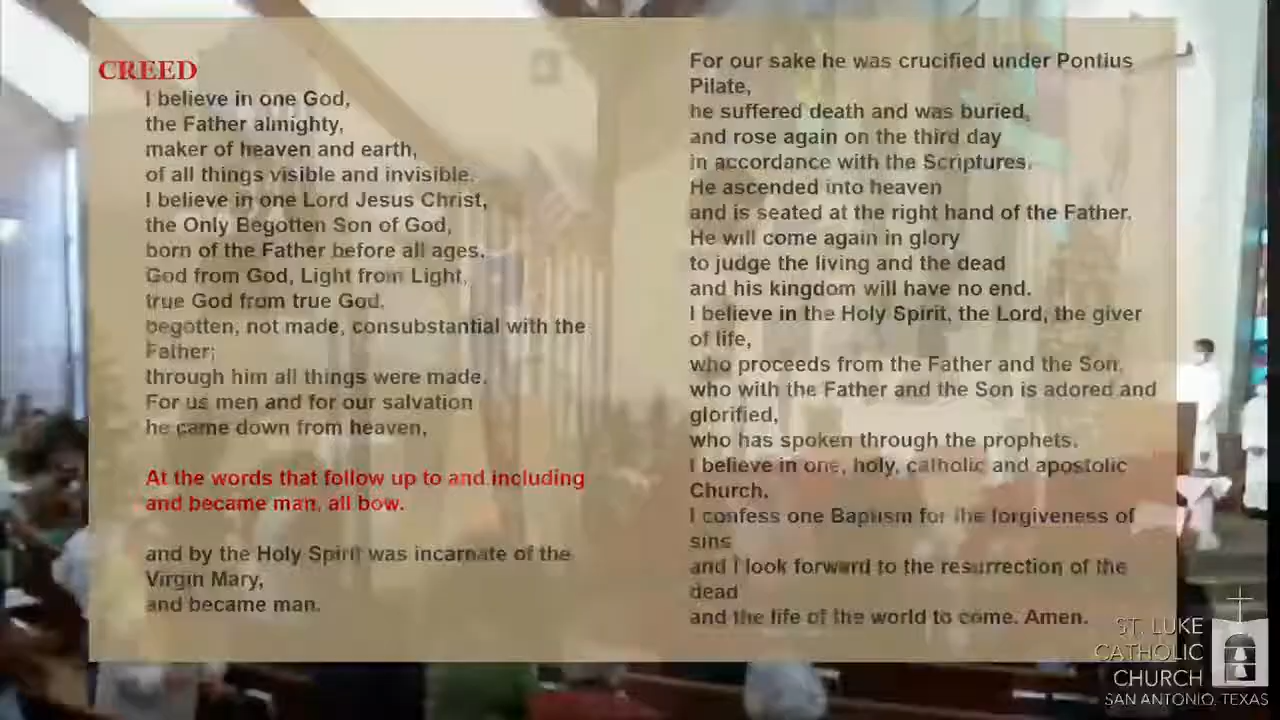 CREED
I believe in one God,
the Father almighty,
maker of heaven and earth,
of all things visible and invisible.
I believe in one Lord Jesus Christ,
the Only Begotten Son of God,
born of the Father before all ages.
God from God, Light from Light,
true God from true God,
begotten, not made, consubstantial with the
Father;
through him all things were made.
For us men and for our salvation
he came down from heaven,
At the words that follow up to and including
and became man, all bow.
and by the Holy Spirit was incarnate of the
Virgin Mary,
and became man.
For our sake he was crucified under Pontius
Pilate,
he suffered death and was buried,
and rose again on the third day
in accordance with the Scriptures.
He ascended into heaven
and is seated at the right hand of the Father.
He will come again in glory
to judge the living and the dead
and his kingdom will have no end.
I believe in the Holy Spirit, the Lord, the giver
of life,
who proceeds from the Father and the Son,
who with the Father and the Son is adored and
glorified,
who has spoken through the prophets.
I believe in one, holy, catholic and apostolic
Church.
I confess one Baptism for the forgiveness of
sins
and I look forward to the resurrection of the
dead
and the life of the world to come. Amen.
ST. LUKE
CATHOLIC
CHURCH
SAN ANTONIO, TEXAS